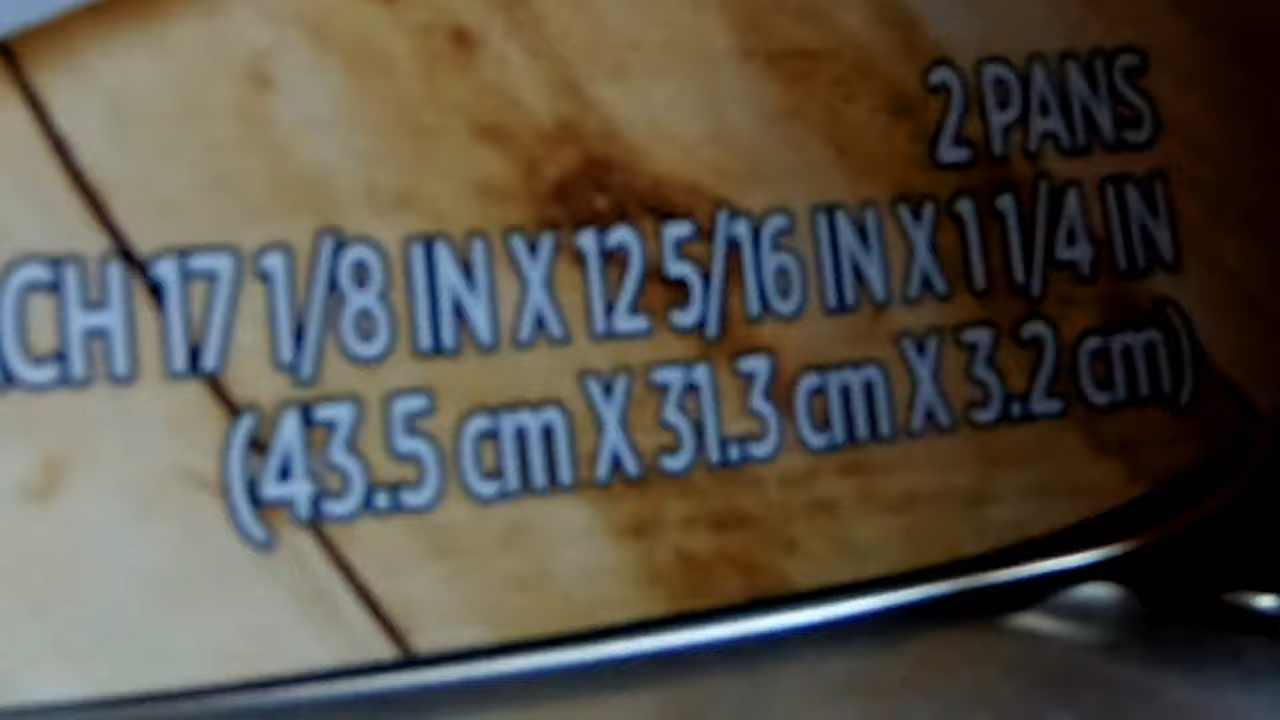 2 PANS
CH 17 1/8 IN X 12 5/16 IN X 1 1/4 IN
(43.5 cm X 31.3 cm X 3.2 cm)